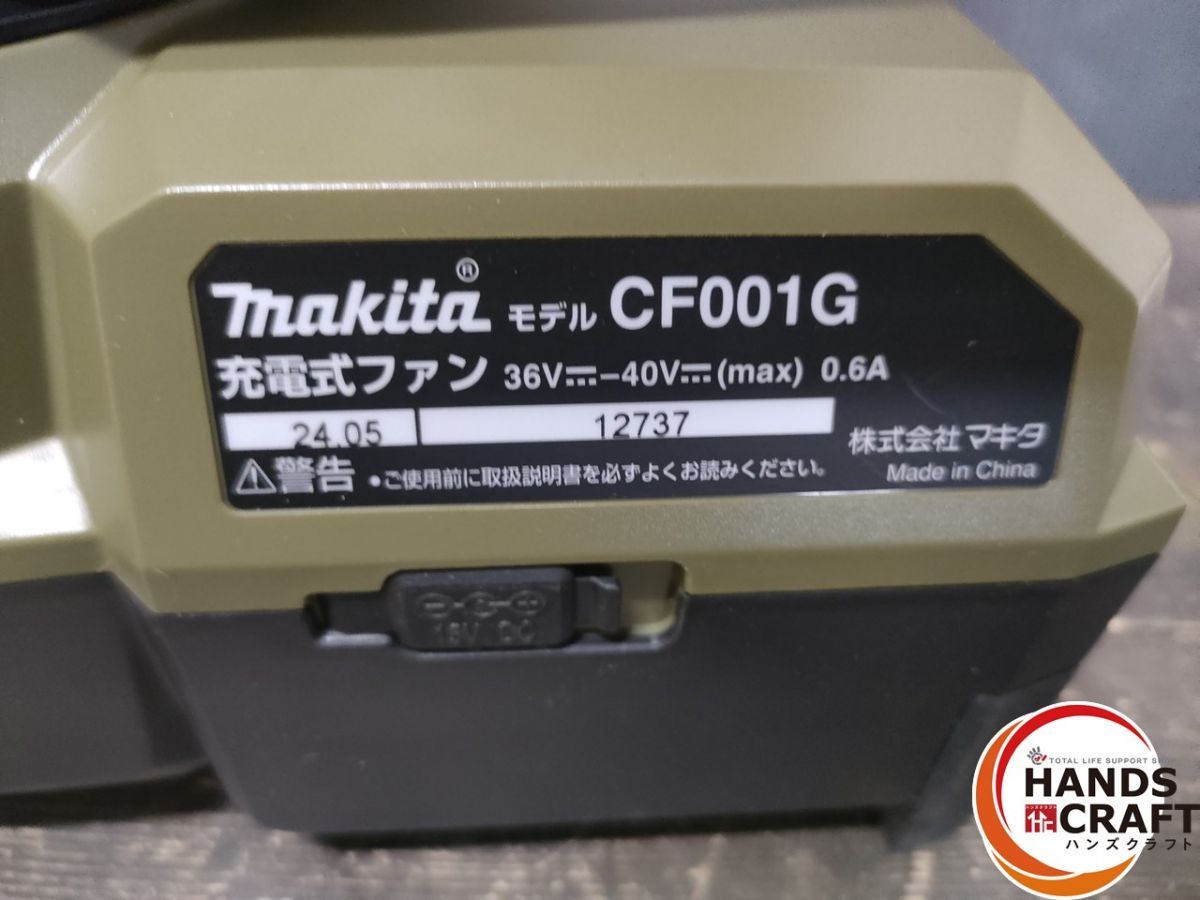 makita® モデル CF001G
充電式ファン 36V⎓–40V⎓(max) 0.6A
24.05 12737
⚠警告 •ご使用前に取扱説明書を必ずよくお読みください。
株式会社 マキタ
Made in China
TOTAL LIFE SUPPORT
HANDS
CRAFT
ハンズクラフト